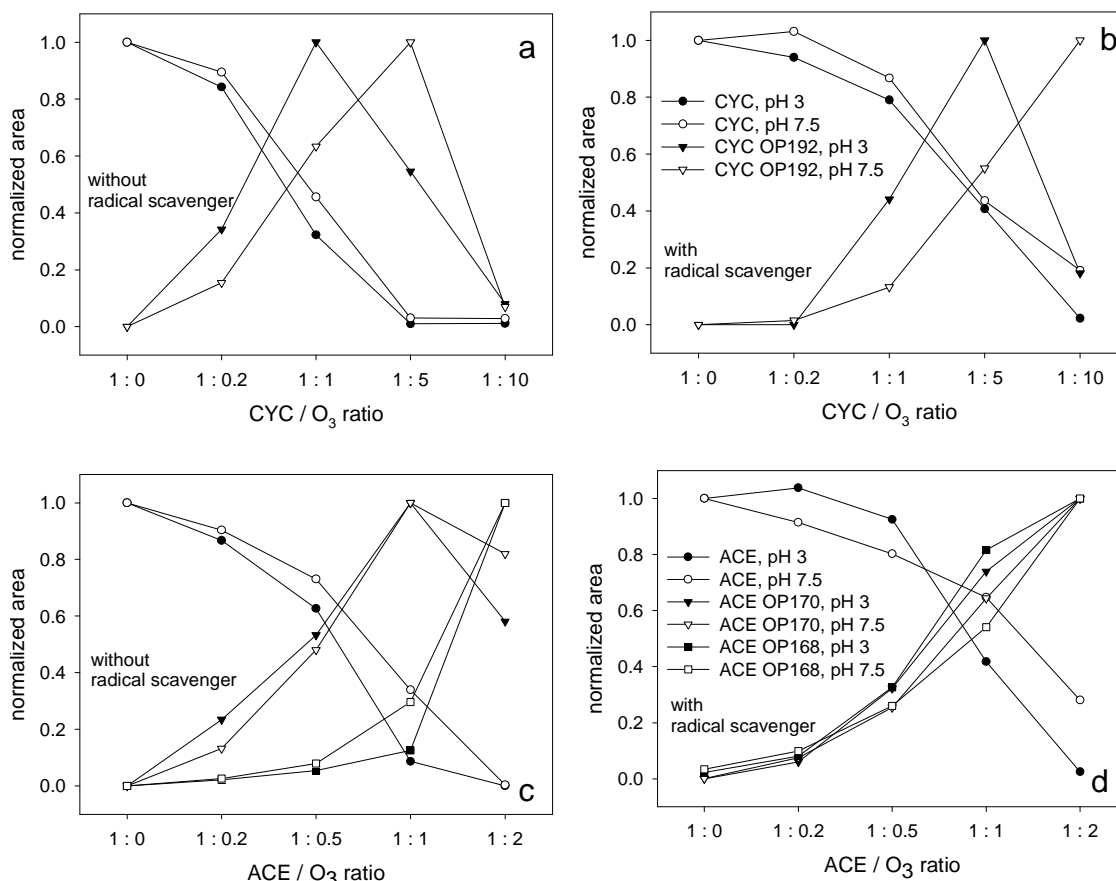 a
1.0
0.8
0.6
0.4
0.2
0.0
normalized area
without
radical scavenger
1 : 0 1 : 0.2 1 : 1 1 : 5 1 : 10
CYC / O3 ratio
b
1.0
0.8
0.6
0.4
0.2
0.0
normalized area
CYC, pH 3
CYC, pH 7.5
CYC OP192, pH 3
CYC OP192, pH 7.5
with
radical scavenger
1 : 0 1 : 0.2 1 : 1 1 : 5 1 : 10
CYC / O3 ratio
1.0
0.8
0.6
0.4
0.2
0.0
normalized area
without
radical scavenger
c
1 : 0 1 : 0.2 1 : 0.5 1 : 1 1 : 2
ACE / O3 ratio
1.0
0.8
0.6
0.4
0.2
0.0
normalized area
ACE, pH 3
ACE, pH 7.5
ACE OP170, pH 3
ACE OP170, pH 7.5
ACE OP168, pH 3
ACE OP168, pH 7.5
with
radical scavenger
d
1 : 0 1 : 0.2 1 : 0.5 1 : 1 1 : 2
ACE / O3 ratio